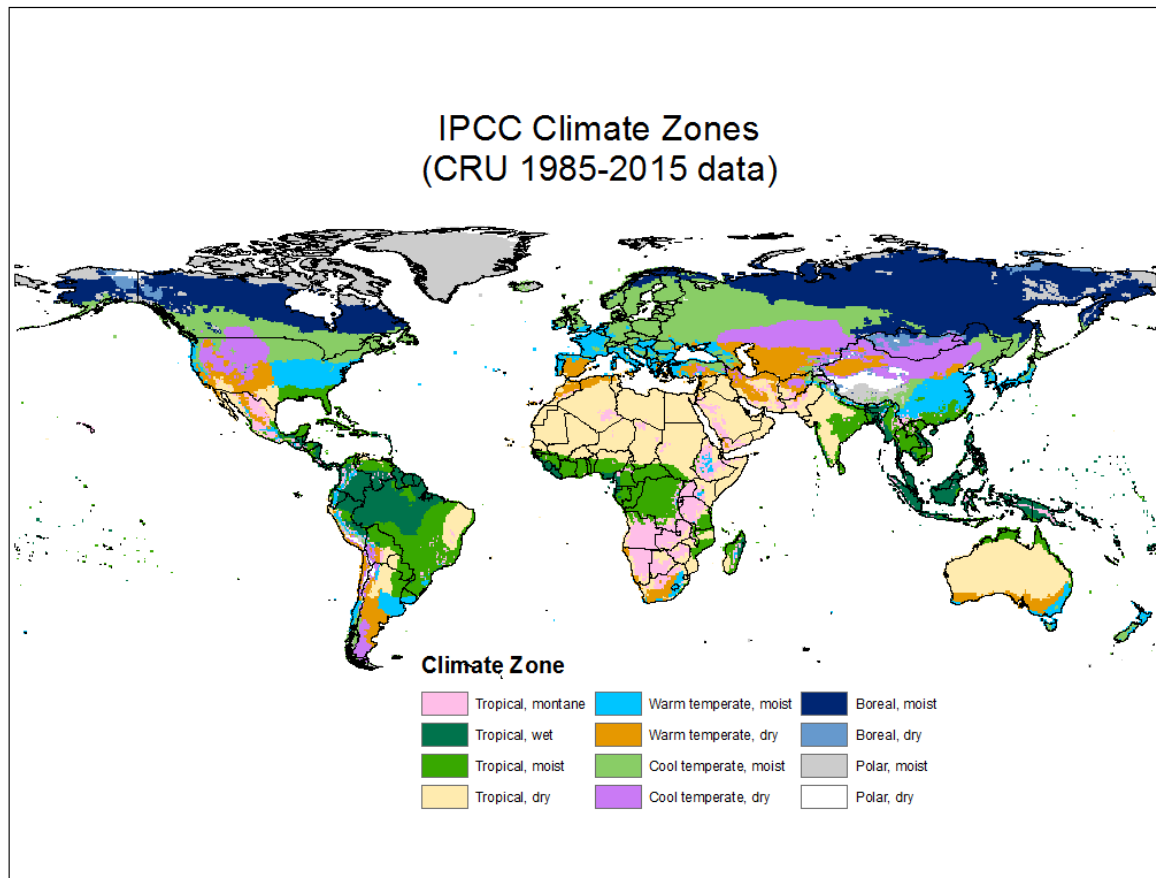 IPCC Climate Zones
(CRU 1985-2015 data)
Climate Zone
Tropical, montane
Tropical, wet
Tropical, moist
Tropical, dry
Warm temperate, moist
Warm temperate, dry
Cool temperate, moist
Cool temperate, dry
Boreal, moist
Boreal, dry
Polar, moist
Polar, dry